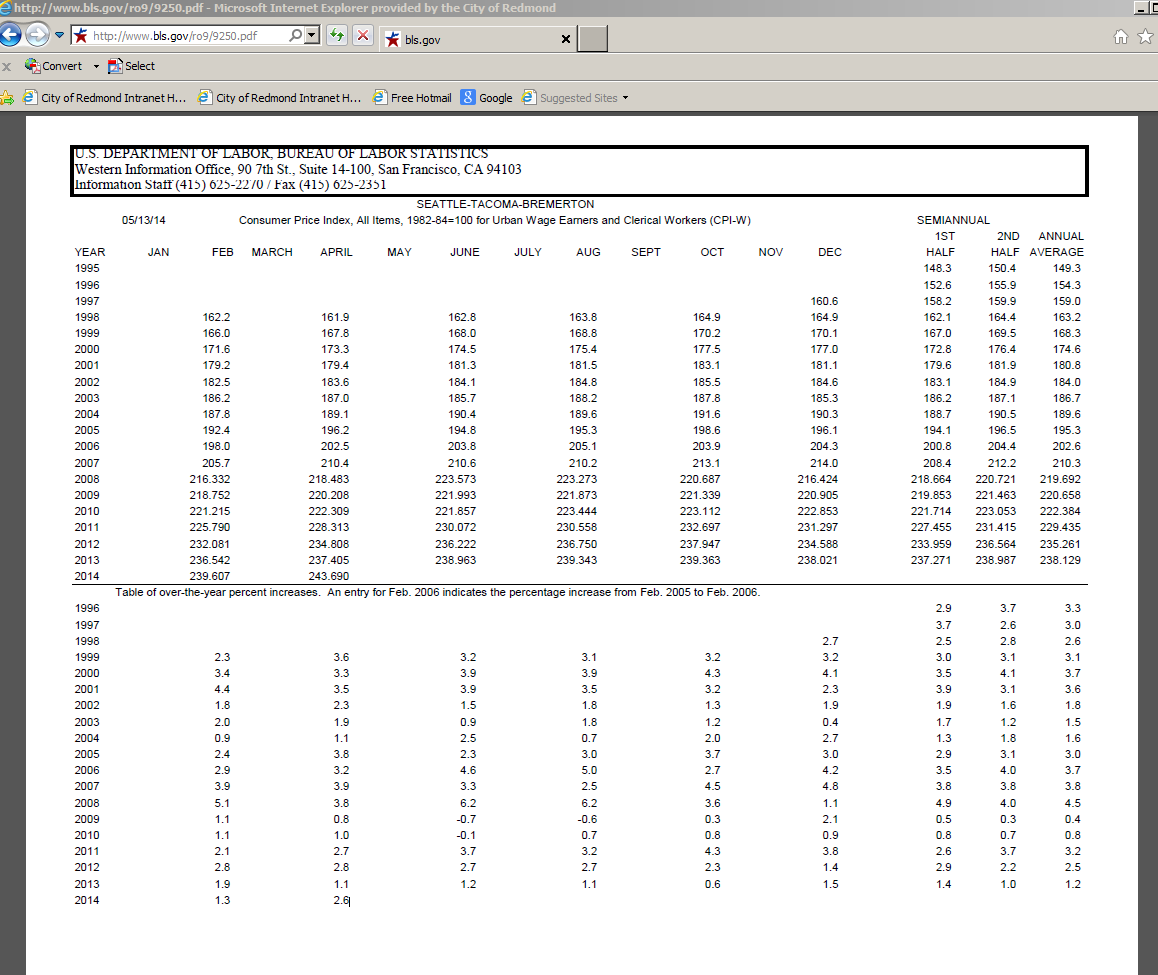 http://www.bls.gov/ro9/9250.pdf - Microsoft Internet Explorer provided by the City of Redmond
http://www.bls.gov/ro9/9250.pdf bls.gov
x Convert Select
City of Redmond Intranet H... City of Redmond Intranet H... Free Hotmail Google Suggested Sites
U.S. DEPARTMENT OF LABOR, BUREAU OF LABOR STATISTICS
Western Information Office, 90 7th St., Suite 14-100, San Francisco, CA 94103
Information Staff (415) 625-2270 / Fax (415) 625-2351
SEATTLE-TACOMA-BREMERTON
05/13/14 Consumer Price Index, All Items, 1982-84=100 for Urban Wage Earners and Clerical Workers (CPI-W) SEMIANNUAL
1ST 2ND ANNUAL
YEAR JAN FEB MARCH APRIL MAY JUNE JULY AUG SEPT OCT NOV DEC HALF HALF AVERAGE
1995 148.3 150.4 149.3
1996 152.6 155.9 154.3
1997 160.6 158.2 159.9 159.0
1998 162.2 161.9 162.8 163.8 164.9 164.9 162.1 164.4 163.2
1999 166.0 167.8 168.0 168.8 170.2 170.1 167.0 169.5 168.3
2000 171.6 173.3 174.5 175.4 177.5 177.0 172.8 176.4 174.6
2001 179.2 179.4 181.3 181.5 183.1 181.1 179.6 181.9 180.8
2002 182.5 183.6 184.1 184.8 185.5 184.6 183.1 184.9 184.0
2003 186.2 187.0 185.7 188.2 187.8 185.3 186.2 187.1 186.7
2004 187.8 189.1 190.4 189.6 191.6 190.3 188.7 190.5 189.6
2005 192.4 196.2 194.8 195.3 198.6 196.1 194.1 196.5 195.3
2006 198.0 202.5 203.8 205.1 203.9 204.3 200.8 204.4 202.6
2007 205.7 210.4 210.6 210.2 213.1 214.0 208.4 212.2 210.3
2008 216.332 218.483 223.573 223.273 220.687 216.424 218.664 220.721 219.692
2009 218.752 220.208 221.993 221.873 221.339 220.905 219.853 221.463 220.658
2010 221.215 222.309 221.857 223.444 223.112 222.853 221.714 223.053 222.384
2011 225.790 228.313 230.072 230.558 232.697 231.297 227.455 231.415 229.435
2012 232.081 234.808 236.222 236.750 237.947 234.588 233.959 236.564 235.261
2013 236.542 237.405 238.963 239.343 239.363 238.021 237.271 238.987 238.129
2014 239.607 243.690
Table of over-the-year percent increases. An entry for Feb. 2006 indicates the percentage increase from Feb. 2005 to Feb. 2006.
1996 2.9 3.7 3.3
1997 3.7 2.6 3.0
1998 2.7 2.5 2.8 2.6
1999 2.3 3.6 3.2 3.1 3.2 3.2 3.0 3.1 3.1
2000 3.4 3.3 3.9 3.9 4.3 4.1 3.5 4.1 3.7
2001 4.4 3.5 3.9 3.5 3.2 2.3 3.9 3.1 3.6
2002 1.8 2.3 1.5 1.8 1.3 1.9 1.9 1.6 1.8
2003 2.0 1.9 0.9 1.8 1.2 0.4 1.7 1.2 1.5
2004 0.9 1.1 2.5 0.7 2.0 2.7 1.3 1.8 1.6
2005 2.4 3.8 2.3 3.0 3.7 3.0 2.9 3.1 3.0
2006 2.9 3.2 4.6 5.0 2.7 4.2 3.5 4.0 3.7
2007 3.9 3.9 3.3 2.5 4.5 4.8 3.8 3.8 3.8
2008 5.1 3.8 6.2 6.2 3.6 1.1 4.9 4.0 4.5
2009 1.1 0.8 -0.7 -0.6 0.3 2.1 0.5 0.3 0.4
2010 1.1 1.0 -0.1 0.7 0.8 0.9 0.8 0.7 0.8
2011 2.1 2.7 3.7 3.2 4.3 3.8 2.6 3.7 3.2
2012 2.8 2.8 2.7 2.7 2.3 1.4 2.9 2.2 2.5
2013 1.9 1.1 1.2 1.1 0.6 1.5 1.4 1.0 1.2
2014 1.3 2.6